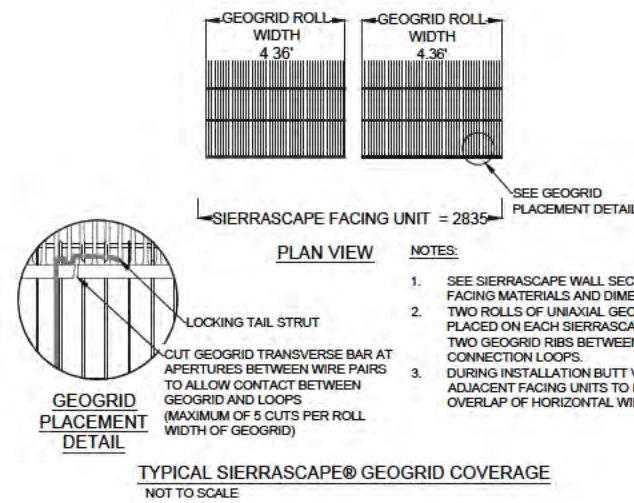 GEOGRID ROLL
WIDTH
4 36'
GEOGRID ROLL
WIDTH
4.36'
SEE GEOGRID
PLACEMENT DETAIL
SIERRASCAPE FACING UNIT = 2835
PLAN VIEW
NOTES:
1. SEE SIERRASCAPE WALL SEC
FACING MATERIALS AND DIME
2. TWO ROLLS OF UNIAXIAL GEO
PLACED ON EACH SIERRASCA
TWO GEOGRID RIBS BETWEEN
CONNECTION LOOPS.
3. DURING INSTALLATION BUTT
ADJACENT FACING UNITS TO
OVERLAP OF HORIZONTAL WI
LOCKING TAIL STRUT
CUT GEOGRID TRANSVERSE BAR AT
APERTURES BETWEEN WIRE PAIRS
TO ALLOW CONTACT BETWEEN
GEOGRID AND LOOPS
(MAXIMUM OF 5 CUTS PER ROLL
WIDTH OF GEOGRID)
GEOGRID
PLACEMENT
DETAIL
TYPICAL SIERRASCAPE® GEOGRID COVERAGE
NOT TO SCALE